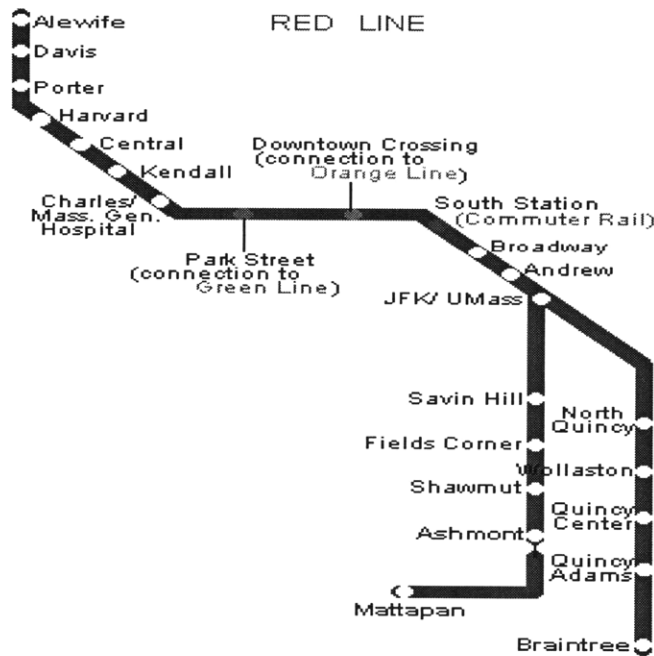 RED LINE
Alewife
Davis
Porter
Harvard
Central
Kendall
Charles/
Mass. Gen.
Hospital
Park Street
(connection to
Green Line)
Downtown Crossing
(connection to
Orange Line)
South Station
(Commuter Rail)
Broadway
Andrew
JFK/ UMass
Savin Hill
Fields Corner
Shawmut
Ashmont
Mattapan
North
Quincy
Wollaston
Quincy
Center
Quincy
Adams
Braintree